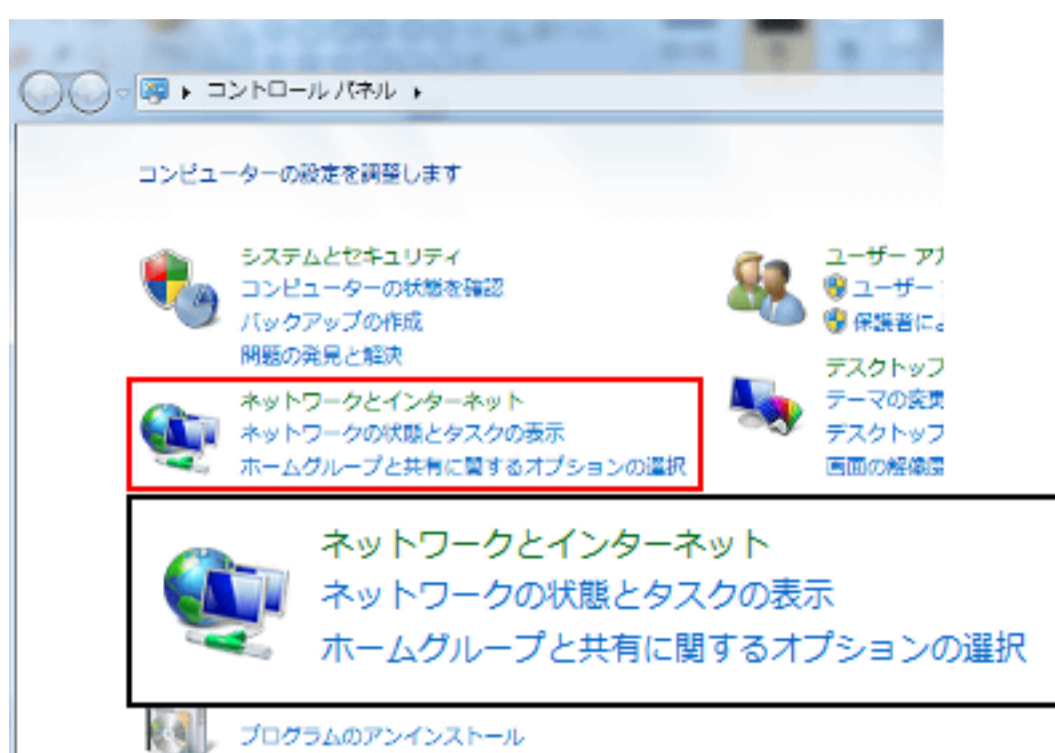 コントロール パネル
コンピューターの設定を調整します
システムとセキュリティ
コンピューターの状態を確認
バックアップの作成
問題の発見と解決
ネットワークとインターネット
ネットワークの状態とタスクの表示
ホームグループと共有に関するオプションの選択
ユーザー アカ
ユーザー
保護者によ
デスクトップ
テーマの変更
デスクトップ
画面の解像度
ネットワークとインターネット
ネットワークの状態とタスクの表示
ホームグループと共有に関するオプションの選択
プログラムのアンインストール